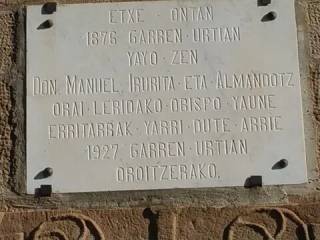 ETXE · ONTAN
1876 GARREN · URTIAN
YAYO · ZEN
DON. MANUEL. IRURITA · ETA · ALMANDOTZ
ORAI · LERIDAKO · OBISPO · YAUNE
ERRITARRAK · YARRI · DUTE · ARRIE
1927 GARREN · URTIAN
OROITZERAKO.